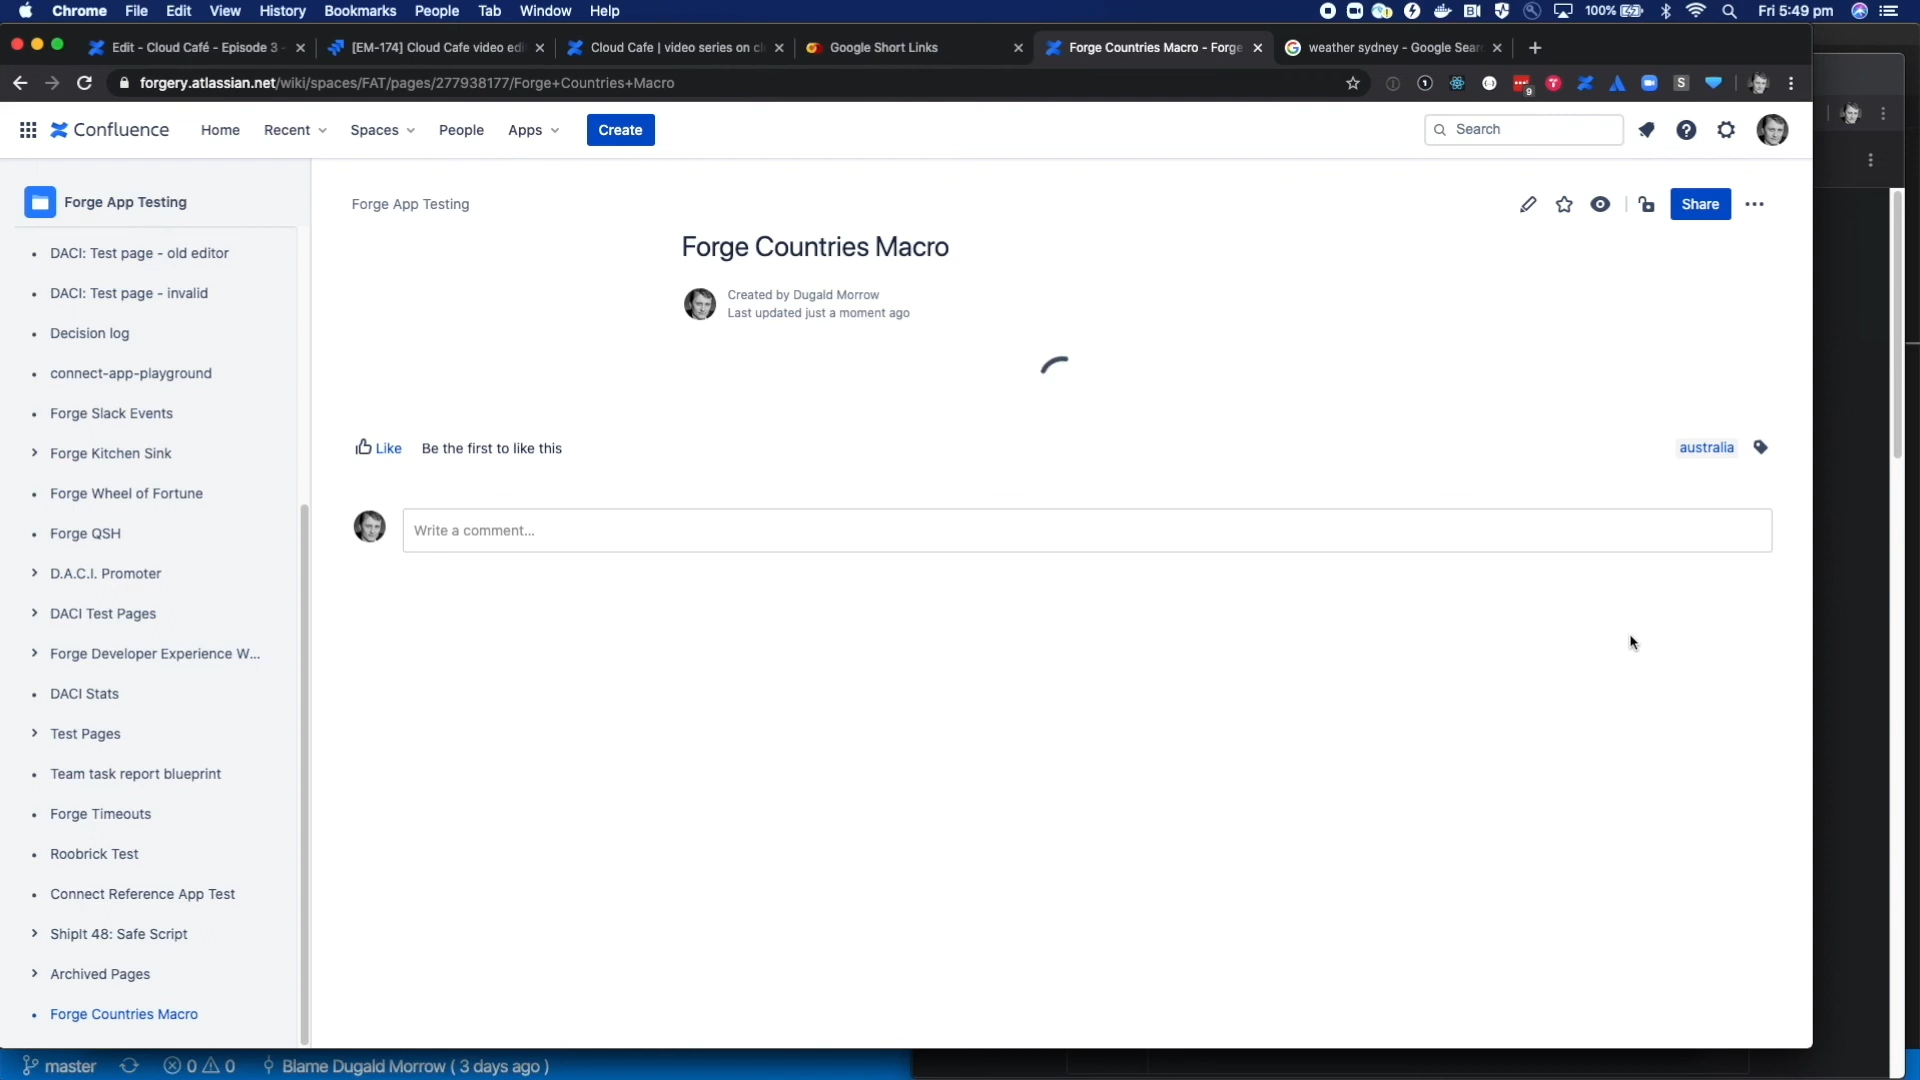 Chrome File Edit View History Bookmarks People Tab Window Help
100% Fri 5:49 pm
Edit - Cloud Café - Episode 3 -
[EM-174] Cloud Cafe video edi
Cloud Cafe | video series on cl
Google Short Links
Forge Countries Macro - Forge
weather sydney - Google Sear
forgery.atlassian.net/wiki/spaces/FAT/pages/277938177/Forge+Countries+Macro
9
S
Confluence
Home Recent Spaces People Apps Create
Search
Forge App Testing
DACI: Test page - old editor
DACI: Test page - invalid
Decision log
connect-app-playground
Forge Slack Events
Forge Kitchen Sink
Forge Wheel of Fortune
Forge QSH
D.A.C.I. Promoter
DACI Test Pages
Forge Developer Experience W...
DACI Stats
Test Pages
Team task report blueprint
Forge Timeouts
Roobrick Test
Connect Reference App Test
ShipIt 48: Safe Script
Archived Pages
Forge Countries Macro
Forge App Testing
Share
Forge Countries Macro
Created by Dugald Morrow
Last updated just a moment ago
Like Be the first to like this
australia
Write a comment...
master 0 0 Blame Dugald Morrow ( 3 days ago )